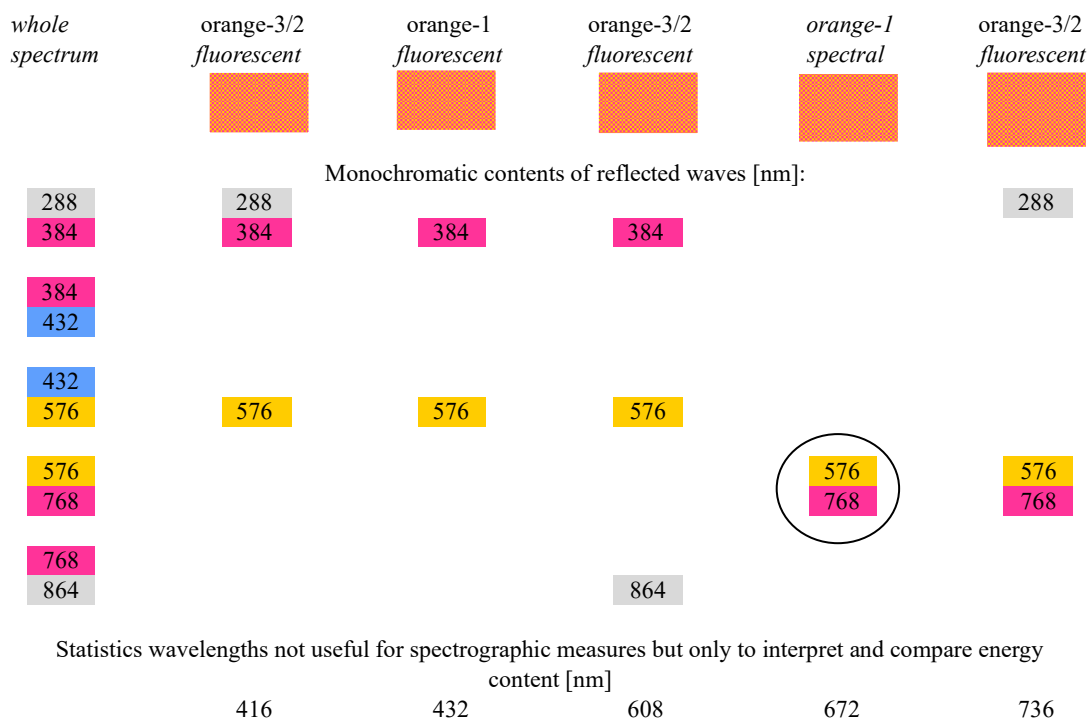 whole orange-3/2 orange-1 orange-3/2 orange-1 orange-3/2
spectrum fluorescent fluorescent fluorescent spectral fluorescent
Monochromatic contents of reflected waves [nm]:
288 288 288
384 384 384 384
384
432
432
576 576 576 576
576 576 576
768 768 768
768
864 864
Statistics wavelengths not useful for spectrographic measures but only to interpret and compare energy
content [nm]
416 432 608 672 736